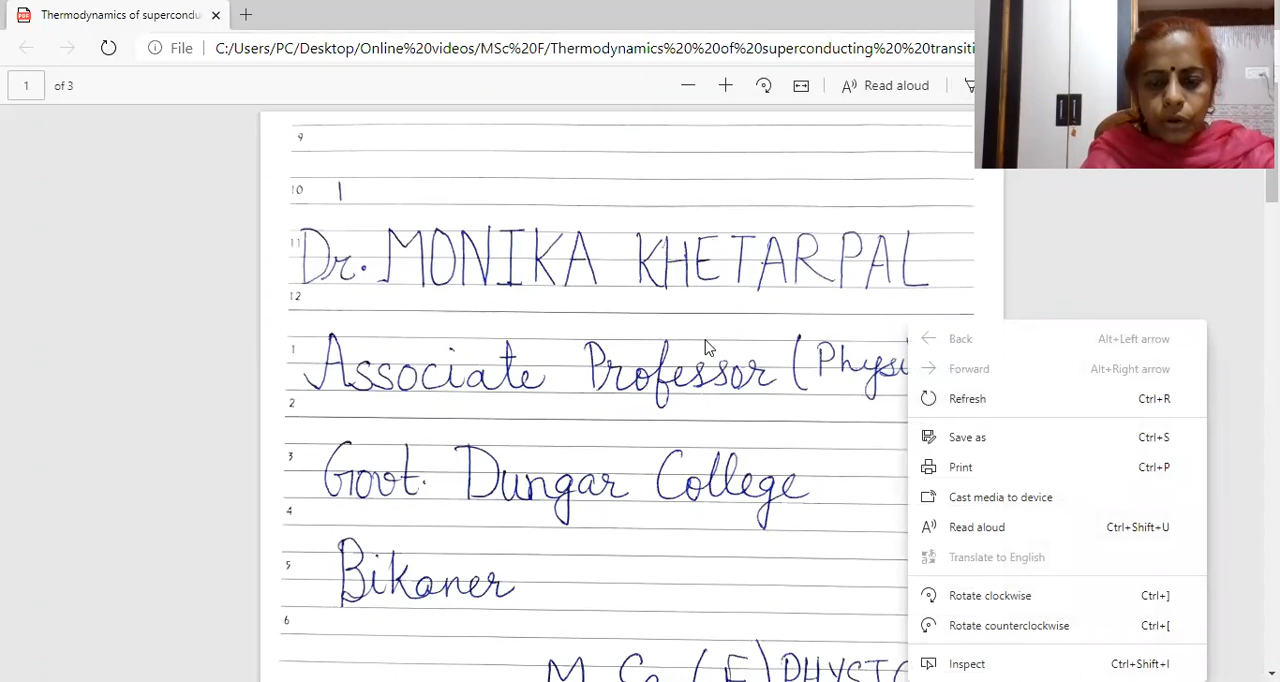 Thermodynamics of supercondu
File
C:/Users/PC/Desktop/Online%20videos/MSc%20F/Thermodynamics%20%20of%20superconducting%20%20transiti
1 of 3
Read aloud
9
10 1
11 Dr. MONIKA KHETARPAL
12
1 Associate Professor (Physi
2
3 Govt. Dungar College
4
5 Bikaner
6
M.Sc (F) PHYSIC
Back Alt+Left arrow
Forward Alt+Right arrow
Refresh Ctrl+R
Save as Ctrl+S
Print Ctrl+P
Cast media to device
Read aloud Ctrl+Shift+U
Translate to English
Rotate clockwise Ctrl+]
Rotate counterclockwise Ctrl+[
Inspect Ctrl+Shift+I